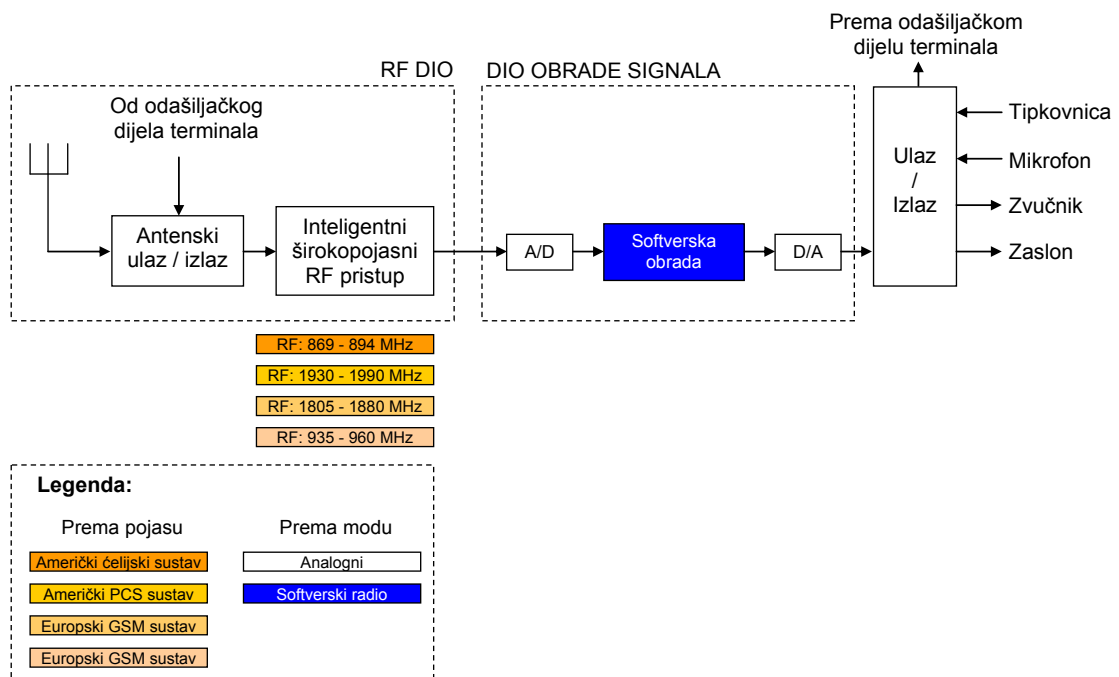 Prema odašiljačkom
dijelu terminala
RF DIO
DIO OBRADE SIGNALA
Od odašiljačkog
dijela terminala
Tipkovnica
Mikrofon
Zvučnik
Zaslon
Ulaz
/
Izlaz
Antenski
ulaz / izlaz
Inteligentni
širokopojasni
RF pristup
A/D
Softverska
obrada
D/A
RF: 869 - 894 MHz
RF: 1930 - 1990 MHz
RF: 1805 - 1880 MHz
RF: 935 - 960 MHz
Legenda:
Prema pojasu
Prema modu
Amerićki ćelijski sustav
Analogni
Amerićki PCS sustav
Softverski radio
Europski GSM sustav
Europski GSM sustav